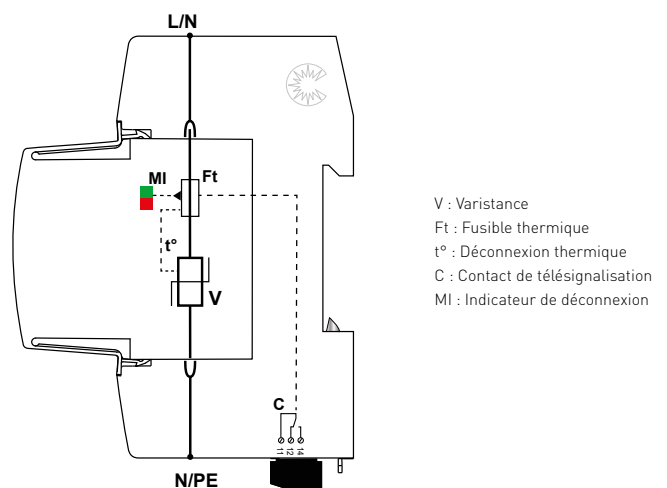 L/N
MI
Ft
t°
V
C
11
12
14
N/PE
V : Varistance
Ft : Fusible thermique
t° : Déconnexion thermique
C : Contact de télésignalisation
MI : Indicateur de déconnexion